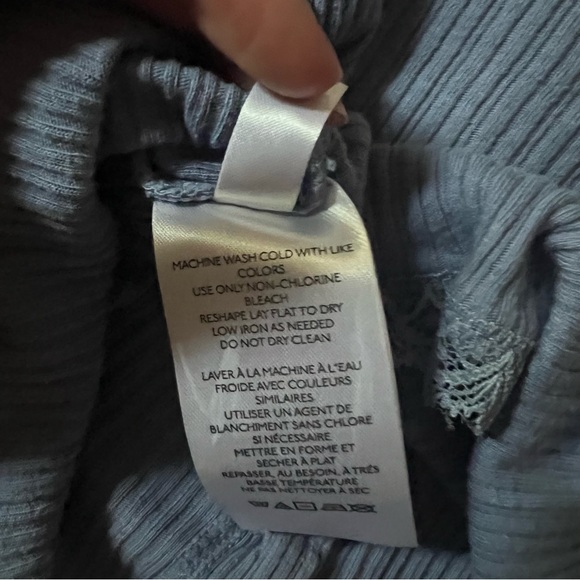 MACHINE WASH COLD WITH LIKE
COLORS
USE ONLY NON-CHLORINE
BLEACH
RESHAPE LAY FLAT TO DRY
LOW IRON AS NEEDED
DO NOT DRY CLEAN
LAVER À LA MACHINE À L'EAU
FROIDE AVEC COULEURS
SIMILAIRES
UTILISER UN AGENT DE
BLANCHIMENT SANS CHLORE
SI NÉCESSAIRE
METTRE EN FORME ET
SÉCHER À PLAT
REPASSER, AU BESOIN, À TRÉS
BASSE TEMPÉRATURE
NE PAS NETTOYER À SEC